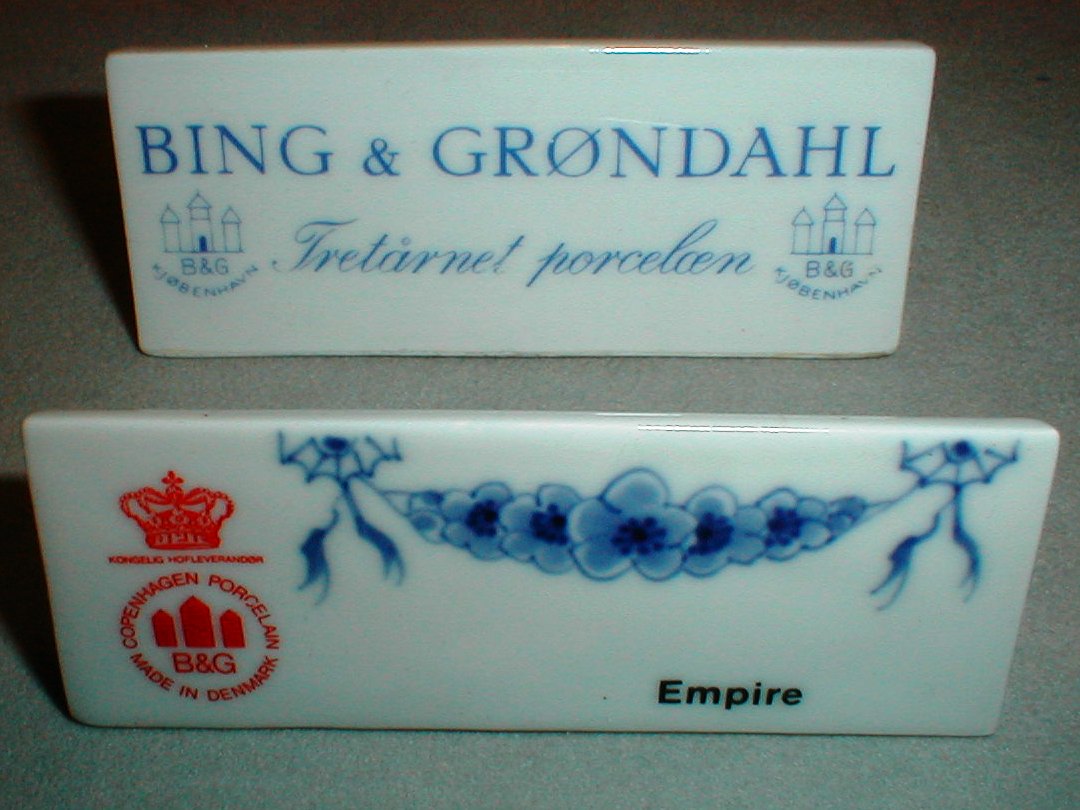 BING & GRØNDAHL
Tretårnet porcelæn
B&G
KJØBENHAVN
B&G
KJØBENHAVN
KONGELIG HOFLEVERANDØR
COPENHAGEN PORCELAIN
B&G
MADE IN DENMARK
Empire